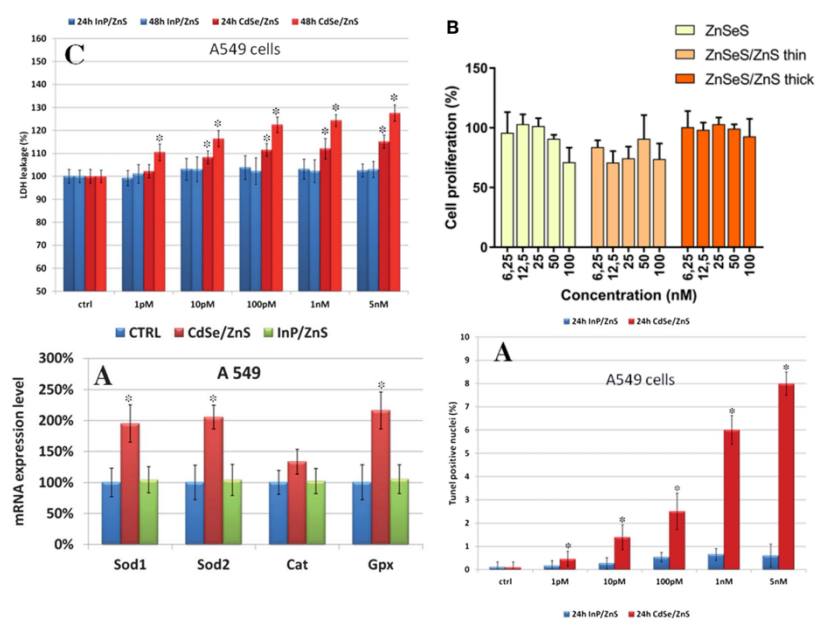 24h InP/ZnS 48h InP/ZnS 24h CdSe/ZnS 48h CdSe/ZnS
C A549 cells
LDH leakage (%)
160
150
140
130
120
110
100
90
80
70
60
50
* * * * * * * * *
ctrl 1pM 10pM 100pM 1nM 5nM
B
ZnSeS
ZnSeS/ZnS thin
ZnSeS/ZnS thick
Cell proliferation (%)
150
100
50
0
6,25 12,5 25 50 100 6,25 12,5 25 50 100 6,25 12,5 25 50 100
Concentration (nM)
CTRL CdSe/ZnS InP/ZnS
A A 549
mRNA expression level
300%
250%
200%
150%
100%
50%
0%
* * *
Sod1 Sod2 Cat Gpx
24h InP/ZnS 24h CdSe/ZnS
A
A549 cells
Tunel positive nuclei (%)
10
9
8
7
6
5
4
3
2
1
0
* * * * *
ctrl 1pM 10pM 100pM 1nM 5nM
24h InP/ZnS 24h CdSe/ZnS